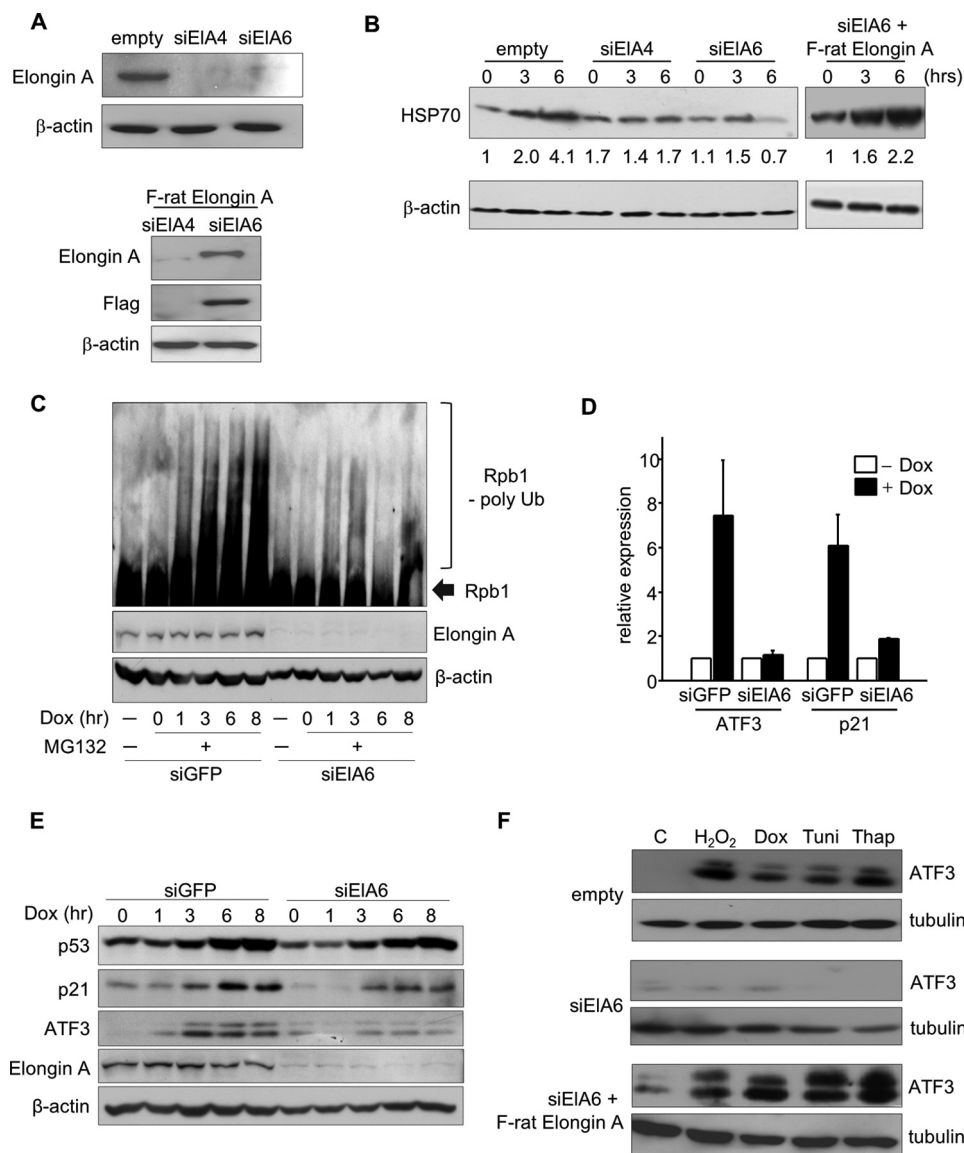 A
empty siElA4 siElA6
Elongin A
β-actin
F-rat Elongin A
siElA4 siElA6
Elongin A
Flag
β-actin
B
empty siElA4 siElA6 siElA6 +
F-rat Elongin A
0 3 6 0 3 6 0 3 6 0 3 6 (hrs)
HSP70
1 2.0 4.1 1.7 1.4 1.7 1.1 1.5 0.7 1 1.6 2.2
β-actin
C
Rpb1
- poly Ub
Rpb1
Elongin A
β-actin
Dox (hr) – 0 1 3 6 8 – 0 1 3 6 8
MG132 – + – +
siGFP siElA6
D
relative expression
10
8
6
4
2
0
– Dox
+ Dox
siGFP siElA6 siGFP siElA6
ATF3 p21
E
siGFP siElA6
Dox (hr) 0 1 3 6 8 0 1 3 6 8
p53
p21
ATF3
Elongin A
β-actin
F
C H₂O₂ Dox Tuni Thap
empty
ATF3
tubulin
siElA6
ATF3
tubulin
siElA6 +
F-rat Elongin A
ATF3
tubulin